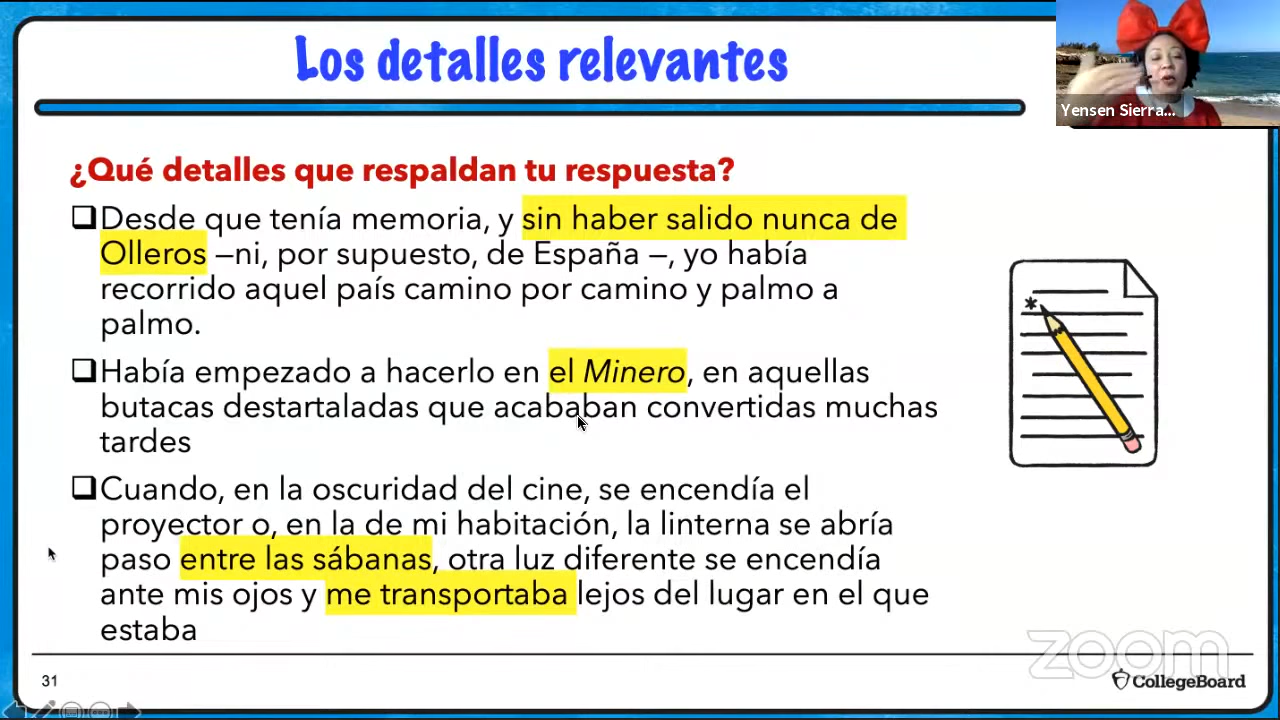 Los detalles relevantes
Yensen Sierra...
¿Qué detalles que respaldan tu respuesta?
Desde que tenía memoria, y sin haber salido nunca de
Olleros —ni, por supuesto, de España —, yo había
recorrido aquel país camino por camino y palmo a
palmo.
Había empezado a hacerlo en el Minero, en aquellas
butacas destartaladas que acababan convertidas muchas
tardes
Cuando, en la oscuridad del cine, se encendía el
proyector o, en la de mi habitación, la linterna se abría
paso entre las sábanas, otra luz diferente se encendía
ante mis ojos y me transportaba lejos del lugar en el que
estaba
zoom
31
CollegeBoard